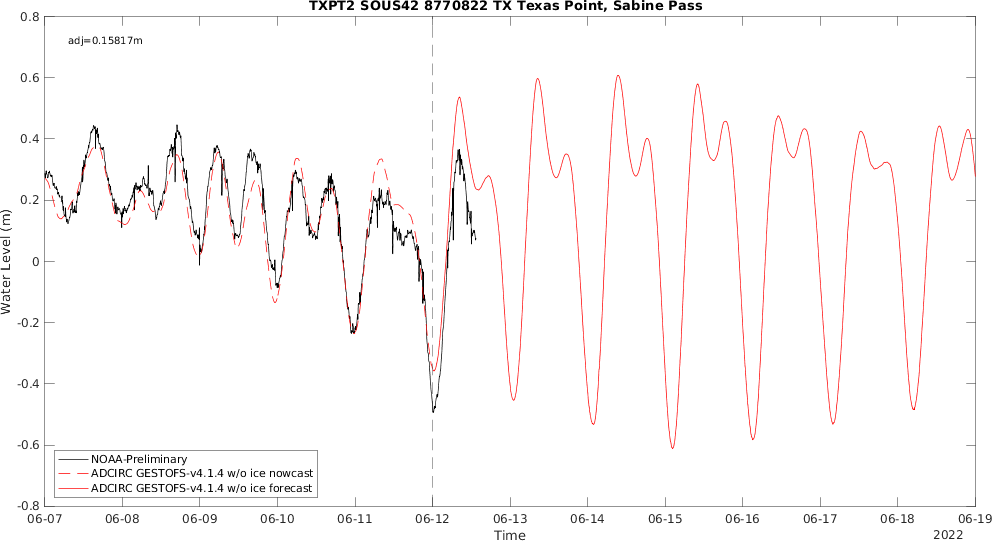 TXPT2 SOUS42 8770822 TX Texas Point, Sabine Pass
0.8
adj=0.15817m
0.6
0.4
0.2
0
-0.2
-0.4
-0.6
-0.8
Water Level (m)
NOAA-Preliminary
ADCIRC GESTOFS-v4.1.4 w/o ice nowcast
ADCIRC GESTOFS-v4.1.4 w/o ice forecast
06-07 06-08 06-09 06-10 06-11 06-12 06-13 06-14 06-15 06-16 06-17 06-18 06-19
Time
2022